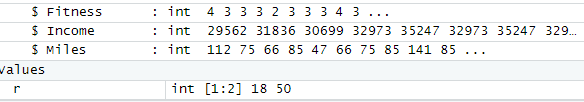 $ Fitness : int 4 3 3 3 2 3 3 3 4 3 ...
$ Income : int 29562 31836 30699 32973 35247 32973 35247 329…
$ Miles : int 112 75 66 85 47 66 75 85 141 85 ...
values
r int [1:2] 18 50